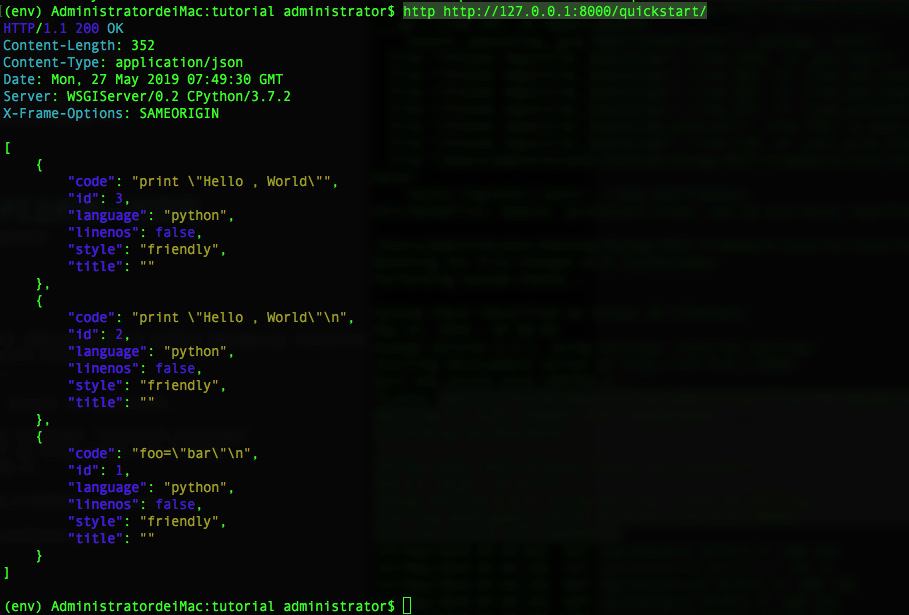 (env) AdministratordeiMac:tutorial administrator$ http http://127.0.0.1:8000/quickstart/
HTTP/1.1 200 OK
Content-Length: 352
Content-Type: application/json
Date: Mon, 27 May 2019 07:49:30 GMT
Server: WSGIServer/0.2 CPython/3.7.2
X-Frame-Options: SAMEORIGIN
[
{
"code": "print \"Hello , World\"",
"id": 3,
"language": "python",
"linenos": false,
"style": "friendly",
"title": ""
},
{
"code": "print \"Hello , World\"\n",
"id": 2,
"language": "python",
"linenos": false,
"style": "friendly",
"title": ""
},
{
"code": "foo=\"bar\"\n",
"id": 1,
"language": "python",
"linenos": false,
"style": "friendly",
"title": ""
}
]
(env) AdministratordeiMac:tutorial administrator$